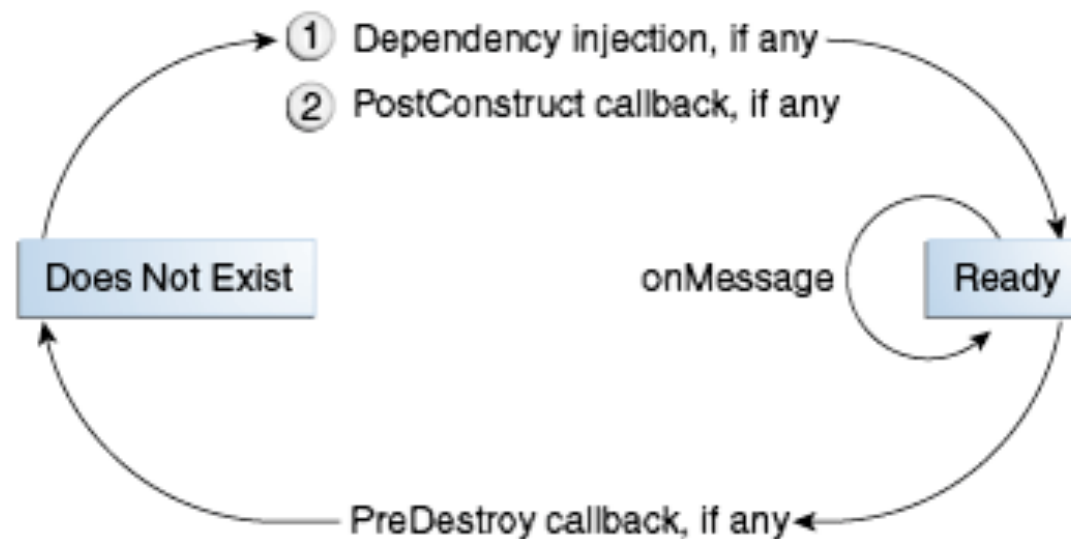 1 Dependency injection, if any
2 PostConstruct callback, if any
Does Not Exist
onMessage
Ready
PreDestroy callback, if any